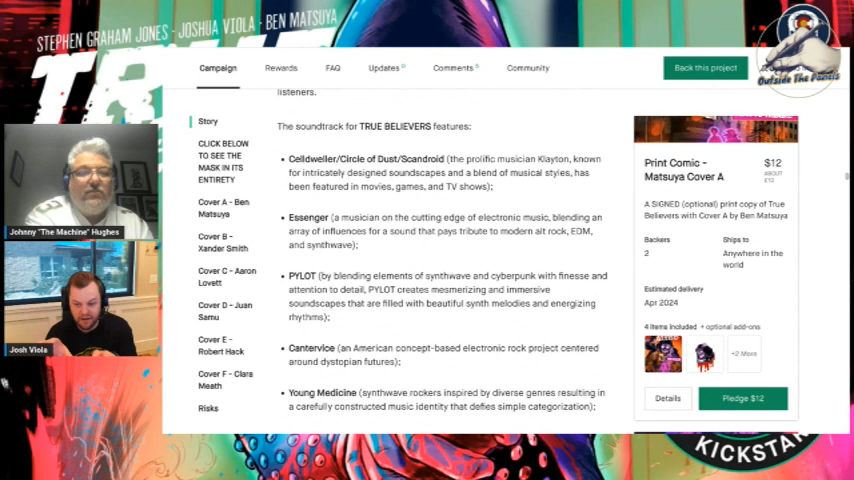 STEPHEN GRAHAM JONES - JOSHUA VIOLA - BEN MATSUYA
Campaign
Rewards
FAQ
Updates
Comments
Community
Back this project
Outside The Panels
listeners.
Story
CLICK BELOW
TO SEE THE
MASK IN ITS
ENTIRETY
Cover A - Ben
Matsuya
Cover B -
Xander Smith
Cover C - Aaron
Lovett
Cover D - Juan
Samu
Cover E -
Robert Hack
Cover F - Clara
Meath
Risks
The soundtrack for TRUE BELIEVERS features:
• Celldweller/Circle of Dust/Scandroid (the prolific musician Klayton, known
for intricately designed soundscapes and a blend of musical styles, has
been featured in movies, games, and TV shows);
• Essenger (a musician on the cutting edge of electronic music, blending an
array of influences for a sound that pays tribute to modern alt rock, EDM,
and synthwave);
• PYLOT (by blending elements of synthwave and cyberpunk with finesse and
attention to detail, PYLOT creates mesmerizing and immersive
soundscapes that are filled with beautiful synth melodies and energizing
rhythms);
• Cantervice (an American concept-based electronic rock project centered
around dystopian futures);
• Young Medicine (synthwave rockers inspired by diverse genres resulting in
a carefully constructed music identity that defies simple categorization);
Print Comic -
Matsuya Cover A
$12
ABOUT
£10
A SIGNED (optional) print copy of True
Believers with Cover A by Ben Matsuya
Backers
2
Ships to
Anywhere in the
world
Estimated delivery
Apr 2024
4 items included + optional add-ons
+2 More
Details
Pledge $12
Johnny "The Machine" Hughes
Josh Viola